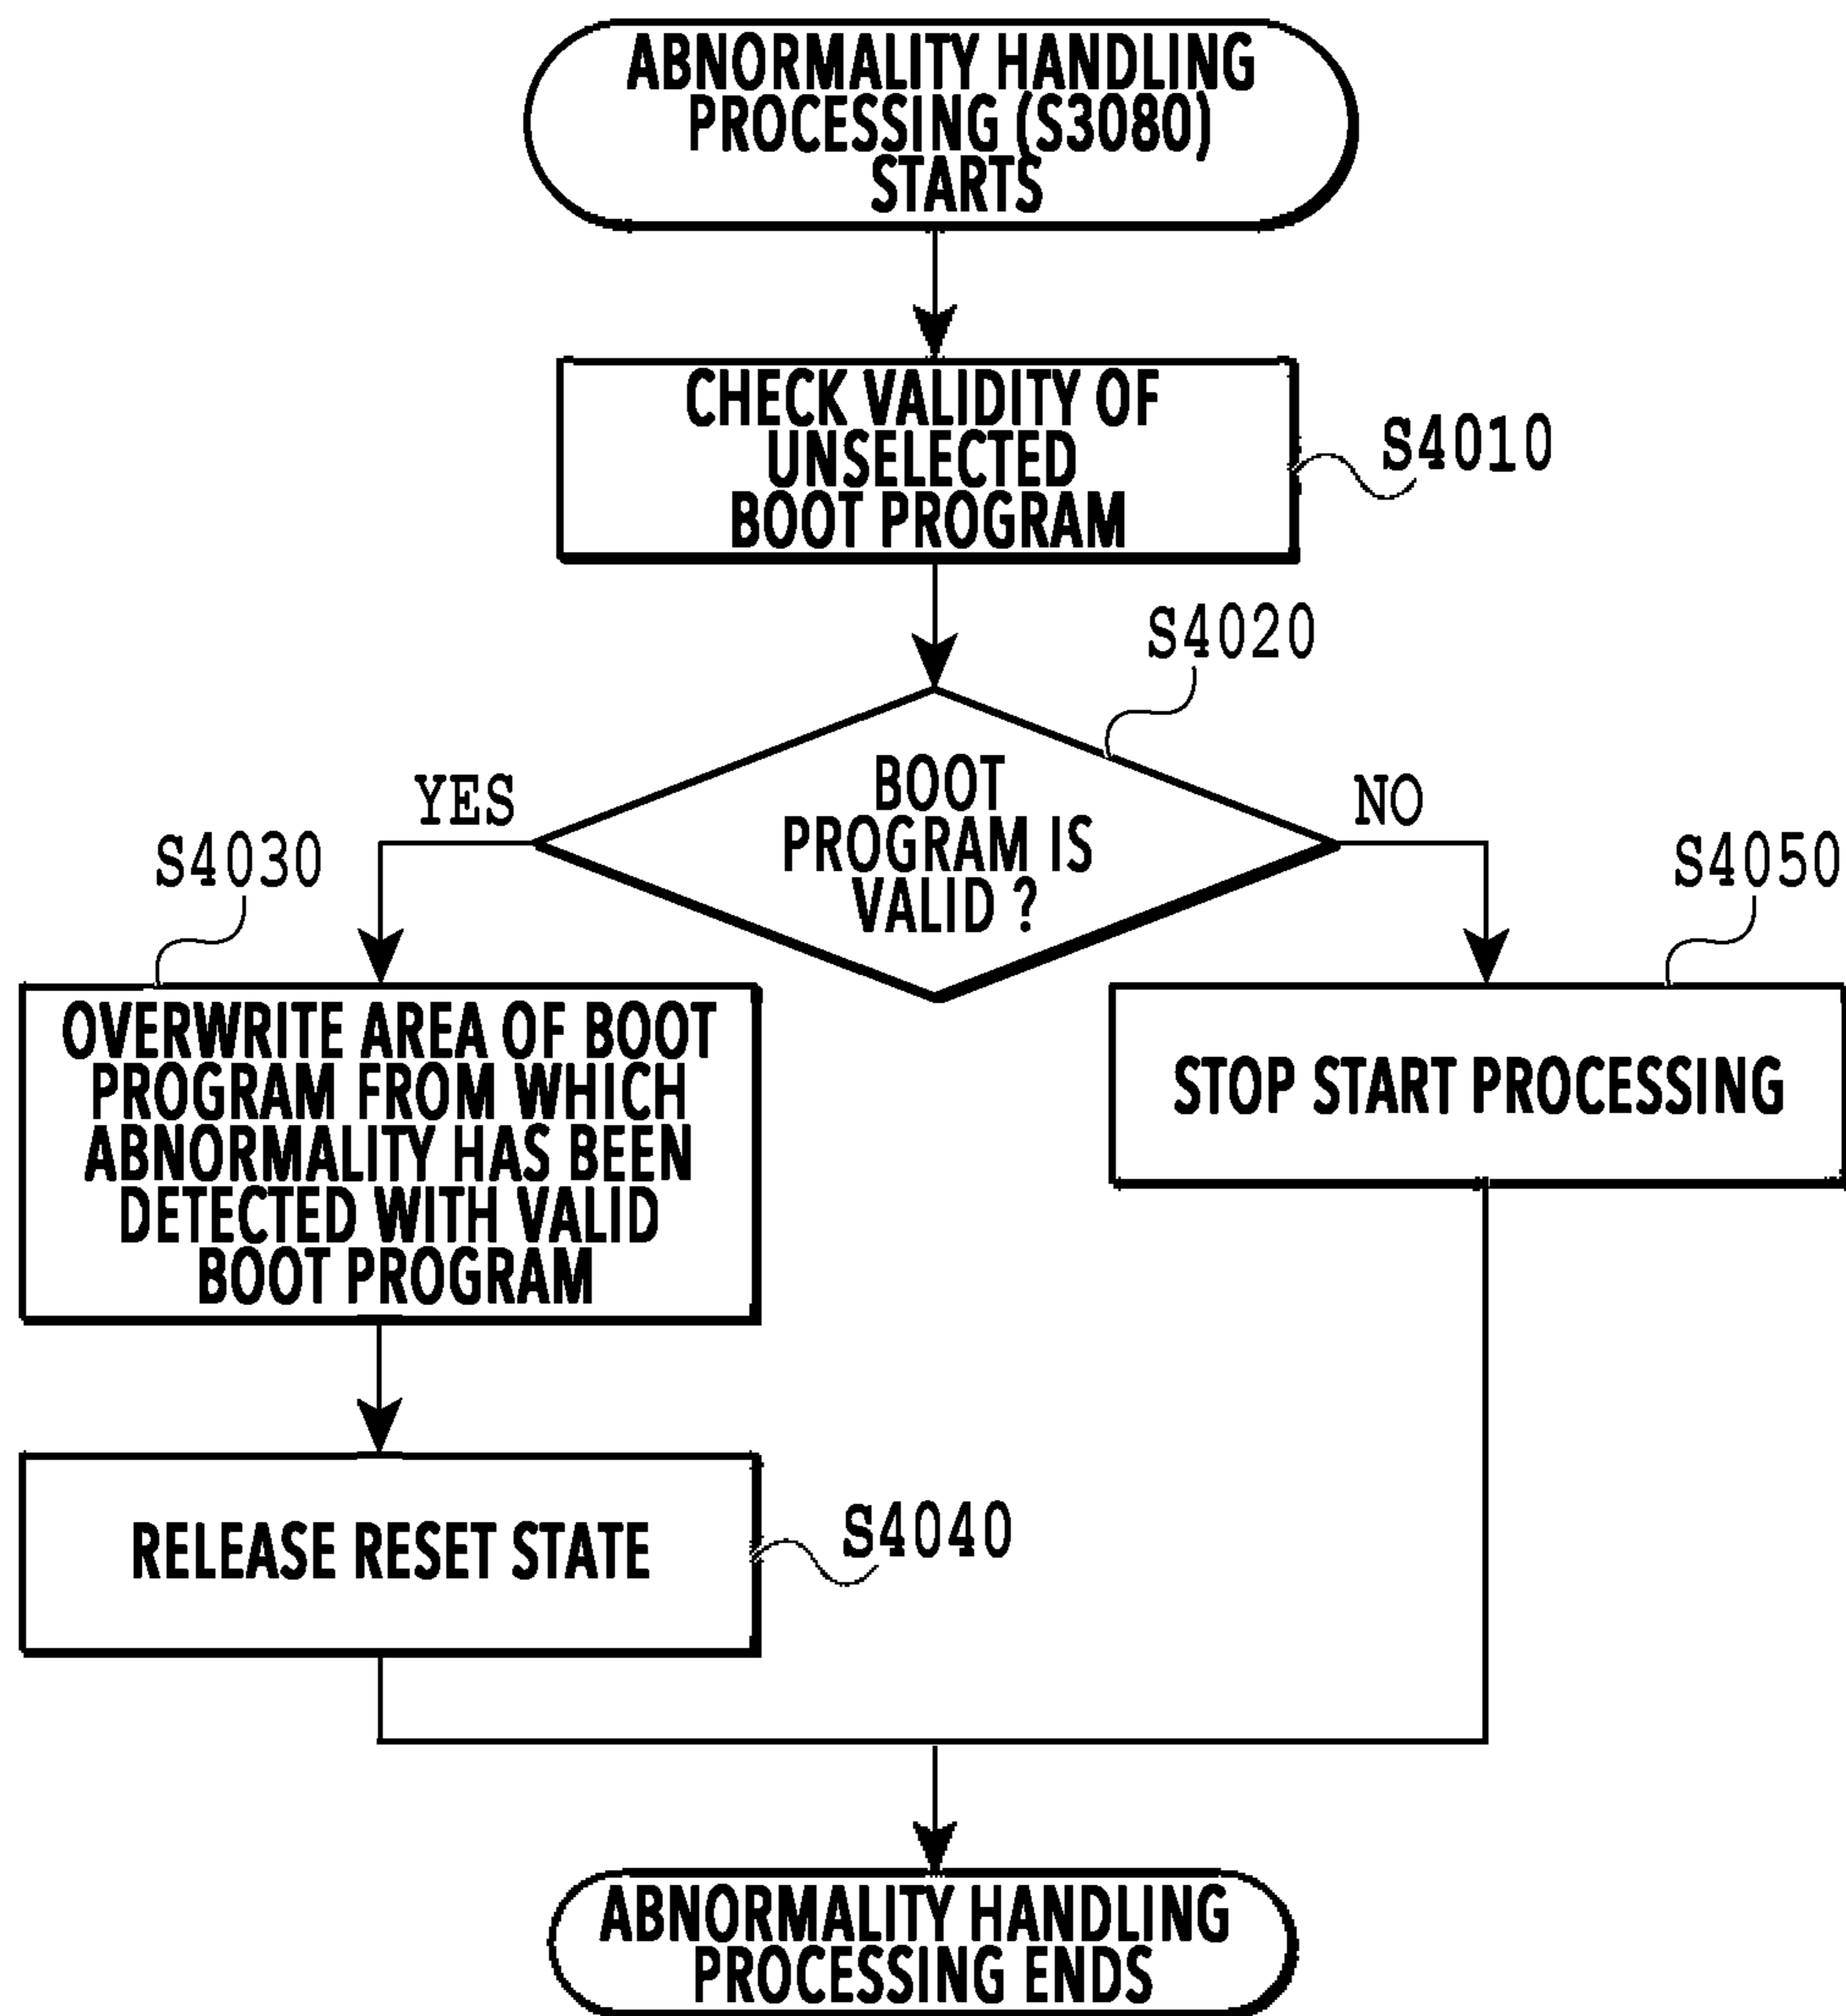 ABNORMALITY HANDLING
PROCESSING (S3080)
STARTS
CHECK VALIDITY OF
UNSELECTED
BOOT PROGRAM
S4010
S4020
BOOT
PROGRAM IS
VALID ?
YES
NO
S4030
S4050
OVERWRITE AREA OF BOOT
PROGRAM FROM WHICH
ABNORMALITY HAS BEEN
DETECTED WITH VALID
BOOT PROGRAM
STOP START PROCESSING
RELEASE RESET STATE
S4040
ABNORMALITY HANDLING
PROCESSING ENDS